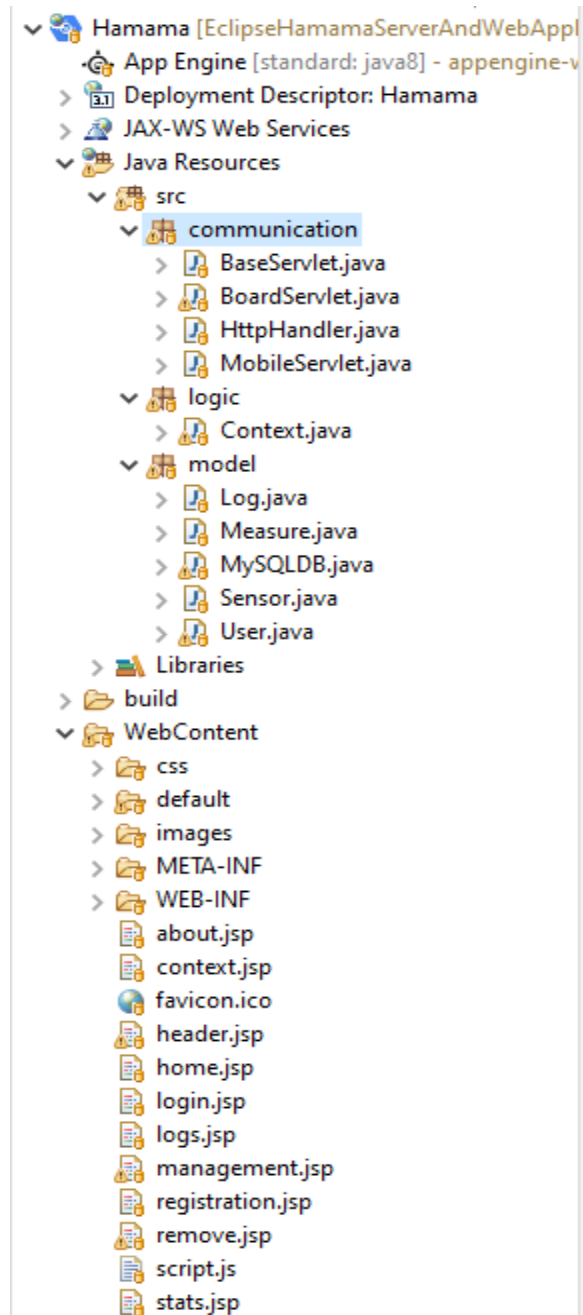 Hamama [EclipseHamamaServerAndWebAppl
App Engine [standard: java8] - appengine-w
3.1 Deployment Descriptor: Hamama
JAX-WS Web Services
Java Resources
src
communication
BaseServlet.java
BoardServlet.java
HttpHandler.java
MobileServlet.java
logic
Context.java
model
Log.java
Measure.java
MySQLDB.java
Sensor.java
User.java
Libraries
build
WebContent
css
default
images
META-INF
WEB-INF
about.jsp
context.jsp
favicon.ico
header.jsp
home.jsp
login.jsp
logs.jsp
management.jsp
registration.jsp
remove.jsp
script.js
stats.jsp